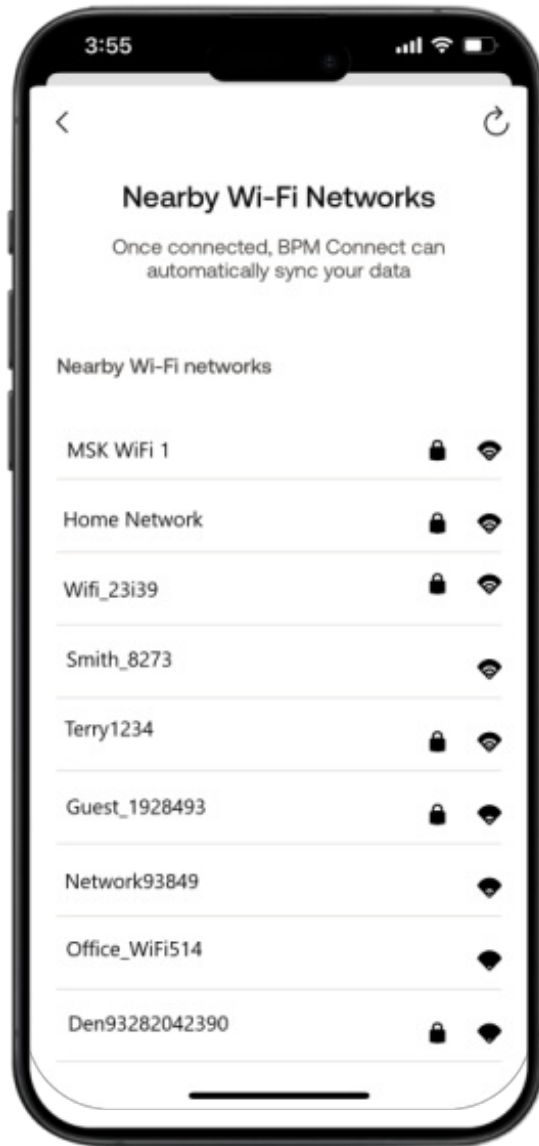 3:55
Nearby Wi-Fi Networks
Once connected, BPM Connect can
automatically sync your data
Nearby Wi-Fi networks
MSK WiFi 1
Home Network
Wifi_23i39
Smith_8273
Terry1234
Guest_1928493
Network93849
Office_WiFi514
Den93282042390